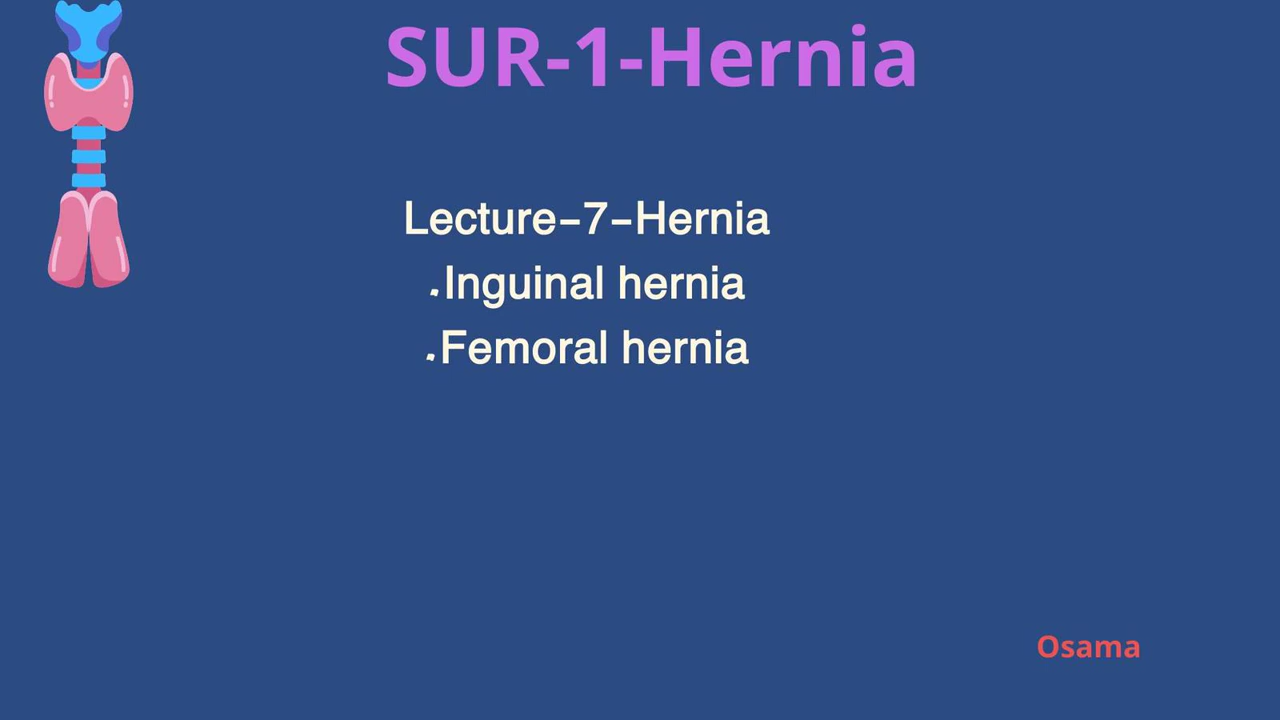 SUR-1-Hernia
Lecture-7-Hernia
.Inguinal hernia
.Femoral hernia
Osama